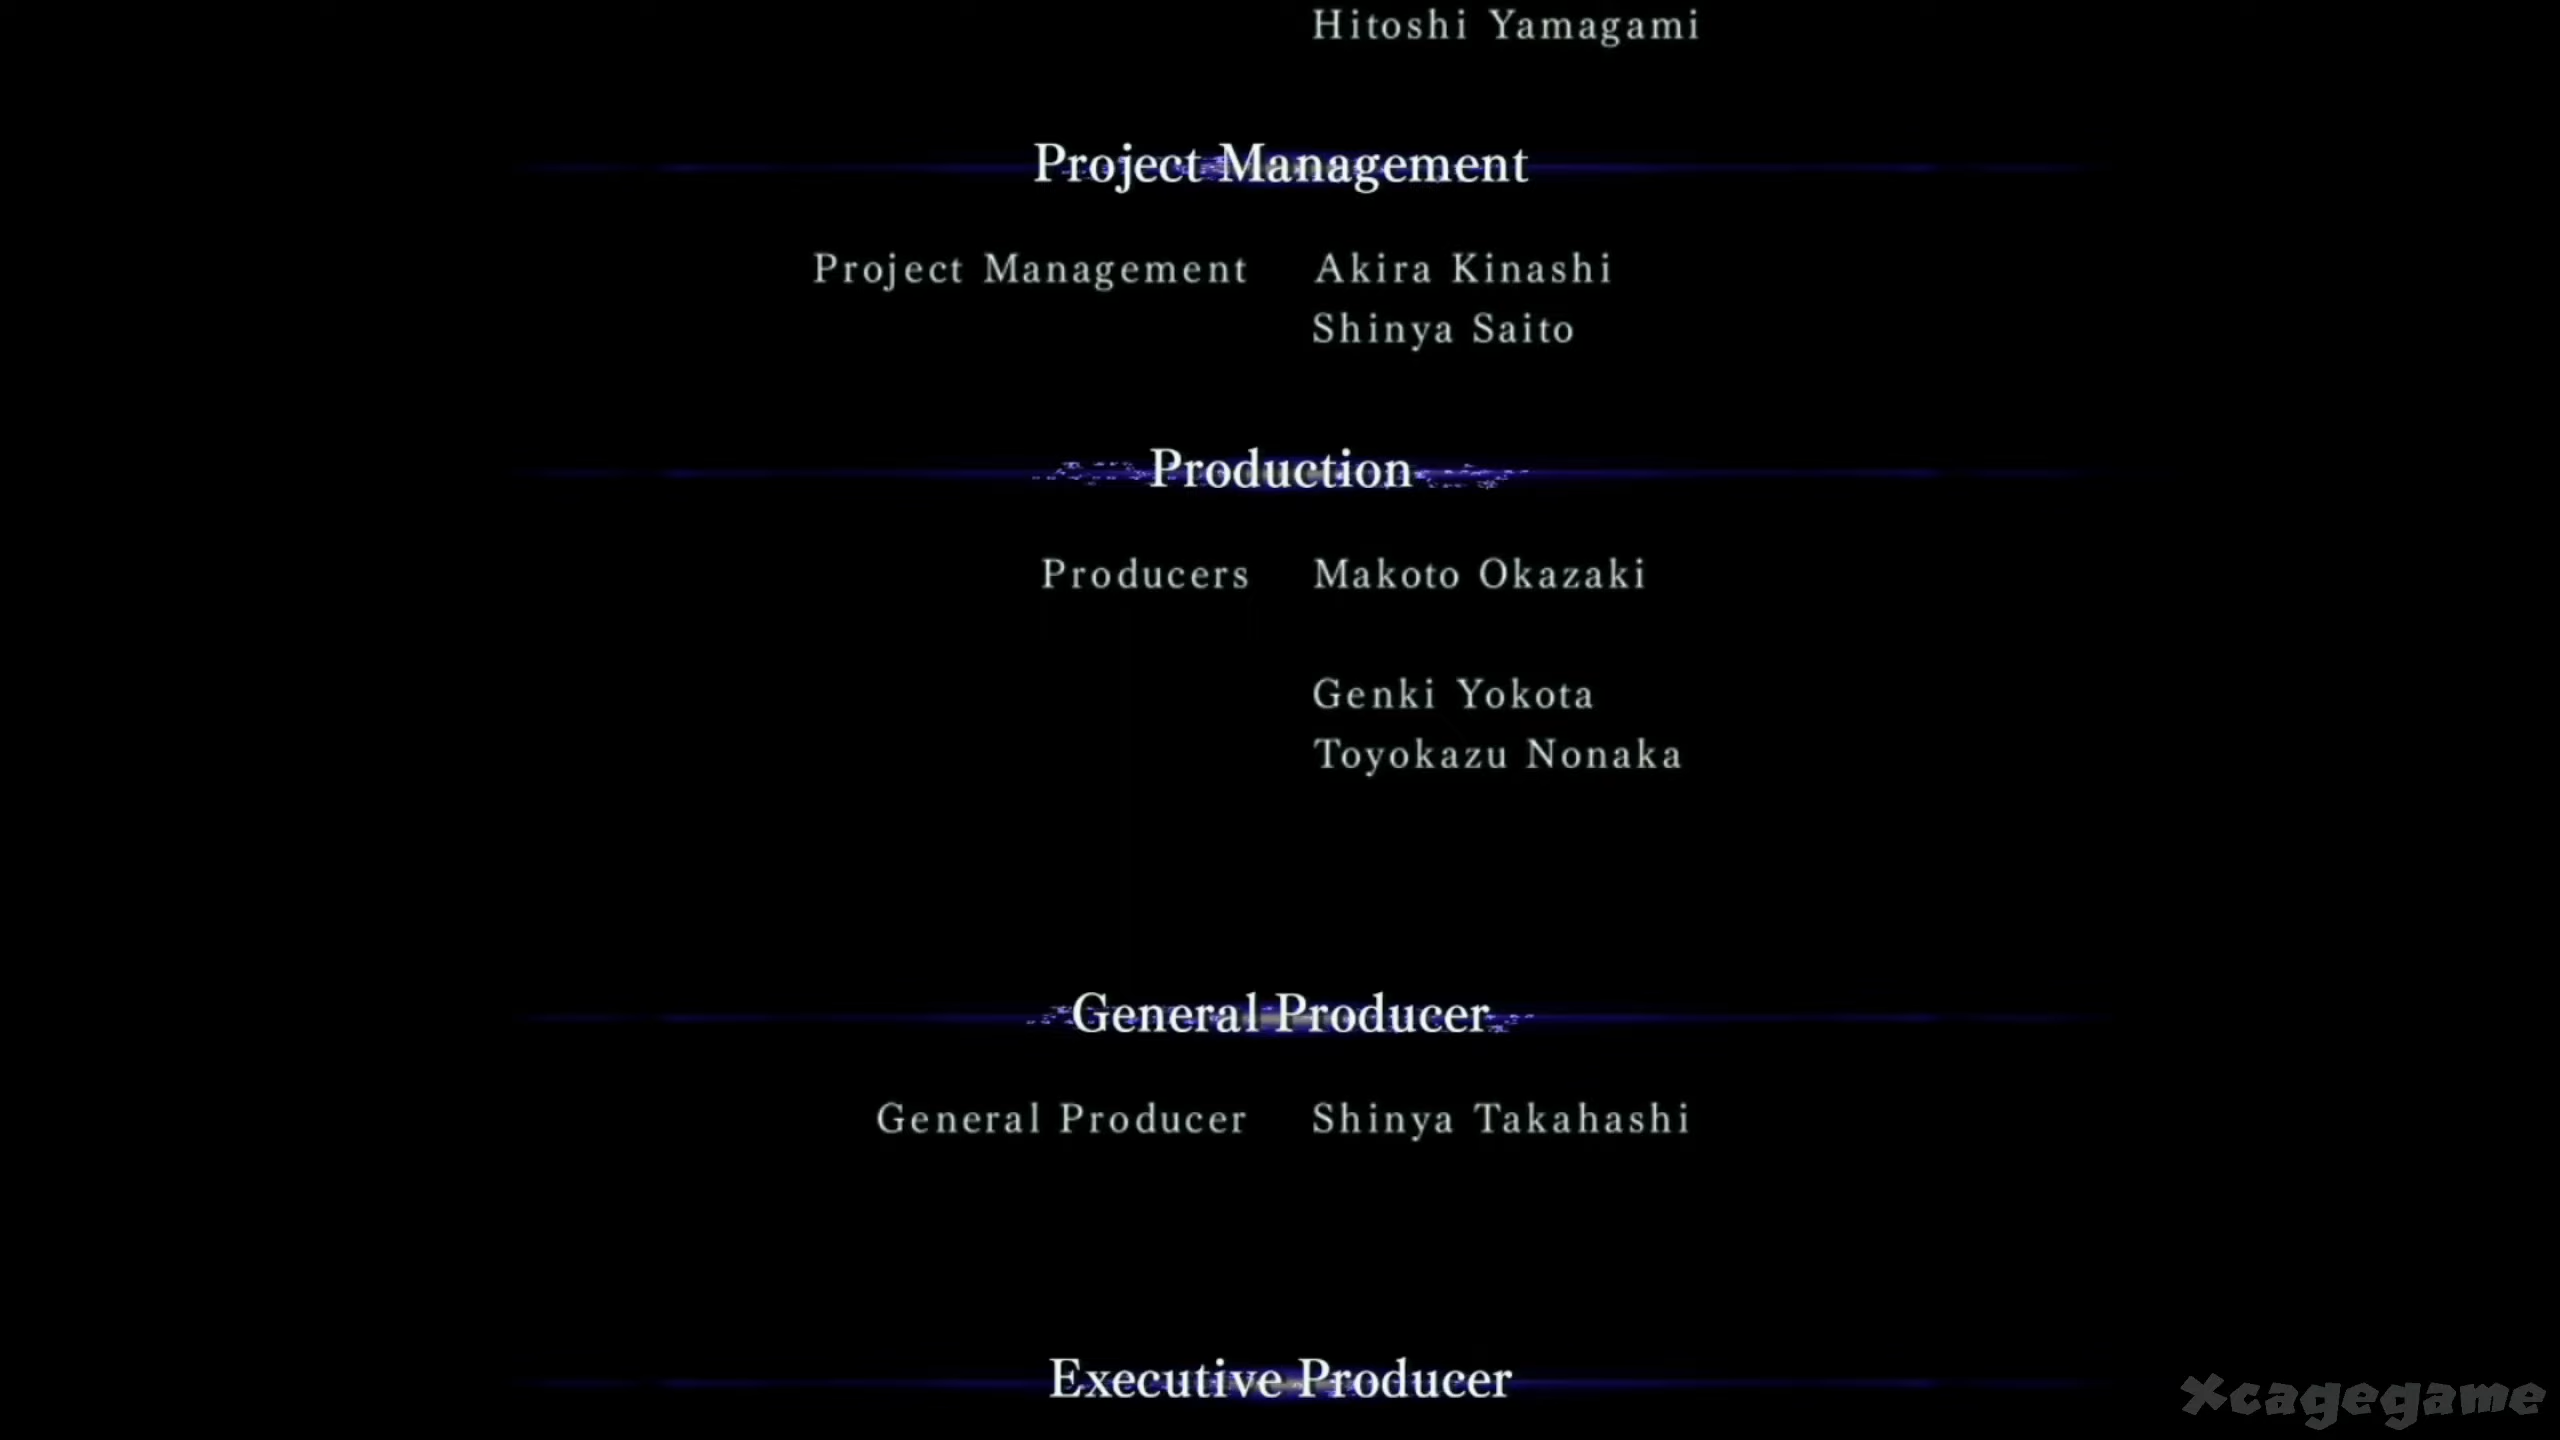 Hitoshi Yamagami
Project Management
Project Management Akira Kinashi
Shinya Saito
Production
Producers Makoto Okazaki
Genki Yokota
Toyokazu Nonaka
General Producer
General Producer Shinya Takahashi
Executive Producer
Xcagegame